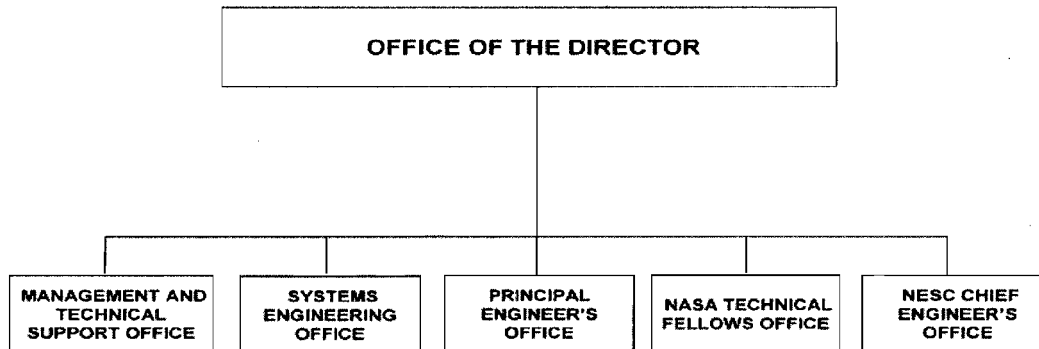 OFFICE OF THE DIRECTOR
MANAGEMENT AND
TECHNICAL
SUPPORT OFFICE
SYSTEMS
ENGINEERING
OFFICE
PRINCIPAL
ENGINEER'S
OFFICE
NASA TECHNICAL
FELLOWS OFFICE
NESC CHIEF
ENGINEER'S
OFFICE